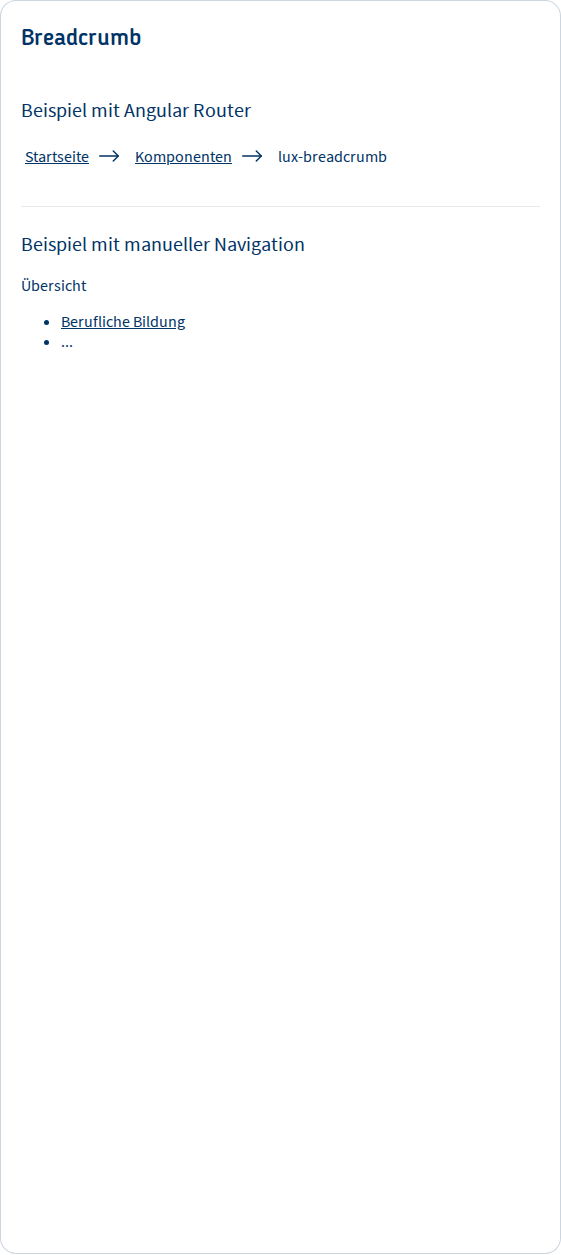 Breadcrumb
Beispiel mit Angular Router
Startseite → Komponenten → lux-breadcrumb
Beispiel mit manueller Navigation
Übersicht
• Berufliche Bildung
• ...